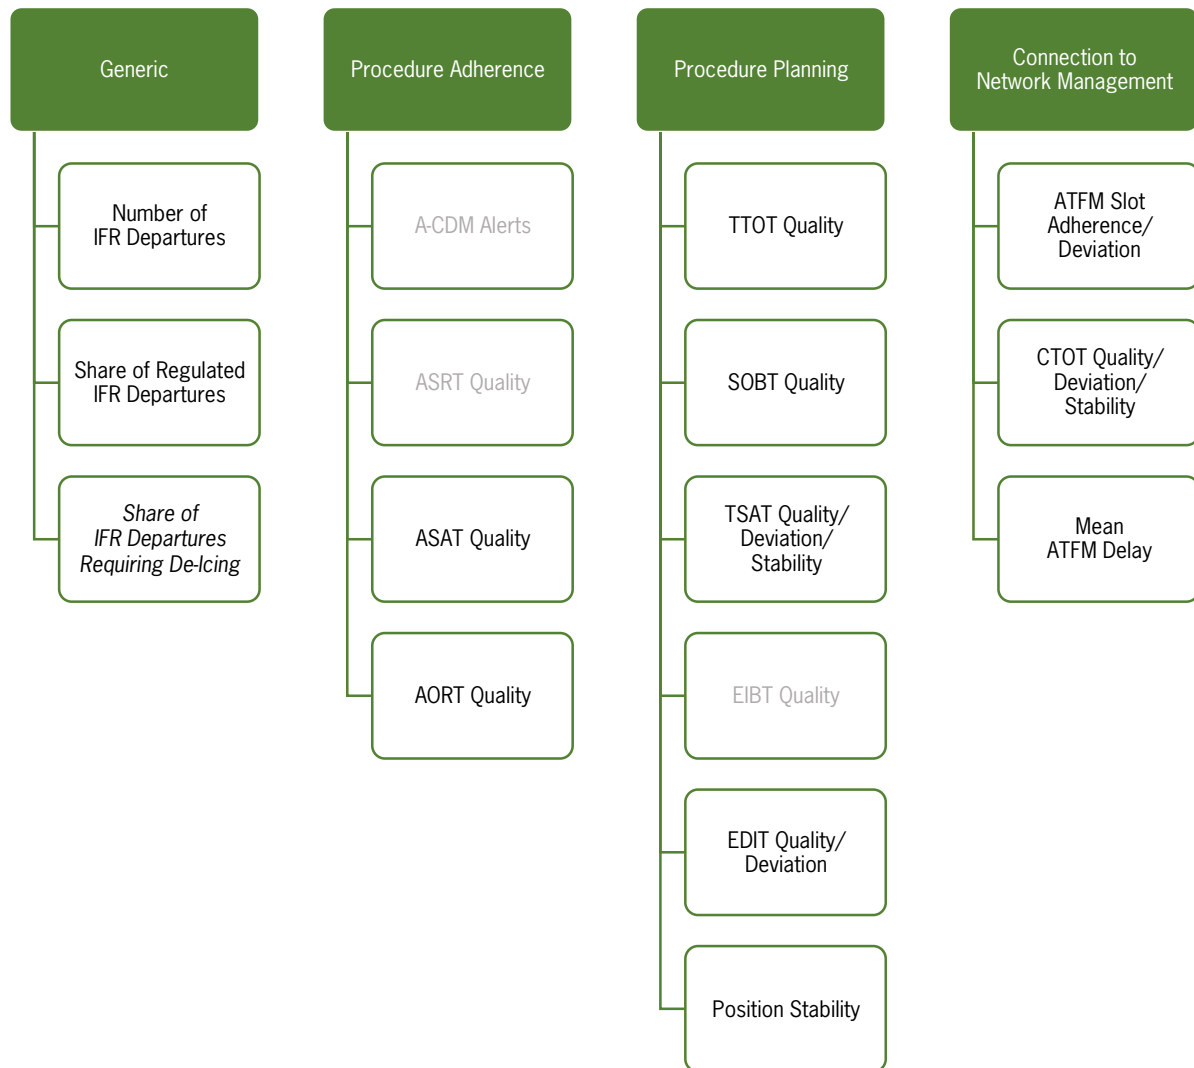 Generic
Number of
IFR Departures
Share of Regulated
IFR Departures
Share of
IFR Departures
Requiring De-Icing
Procedure Adherence
A-CDM Alerts
ASRT Quality
ASAT Quality
AORT Quality
Procedure Planning
TTOT Quality
SOBT Quality
TSAT Quality/
Deviation/
Stability
EIBT Quality
EDIT Quality/
Deviation
Position Stability
Connection to
Network Management
ATFM Slot
Adherence/
Deviation
CTOT Quality/
Deviation/
Stability
Mean
ATFM Delay